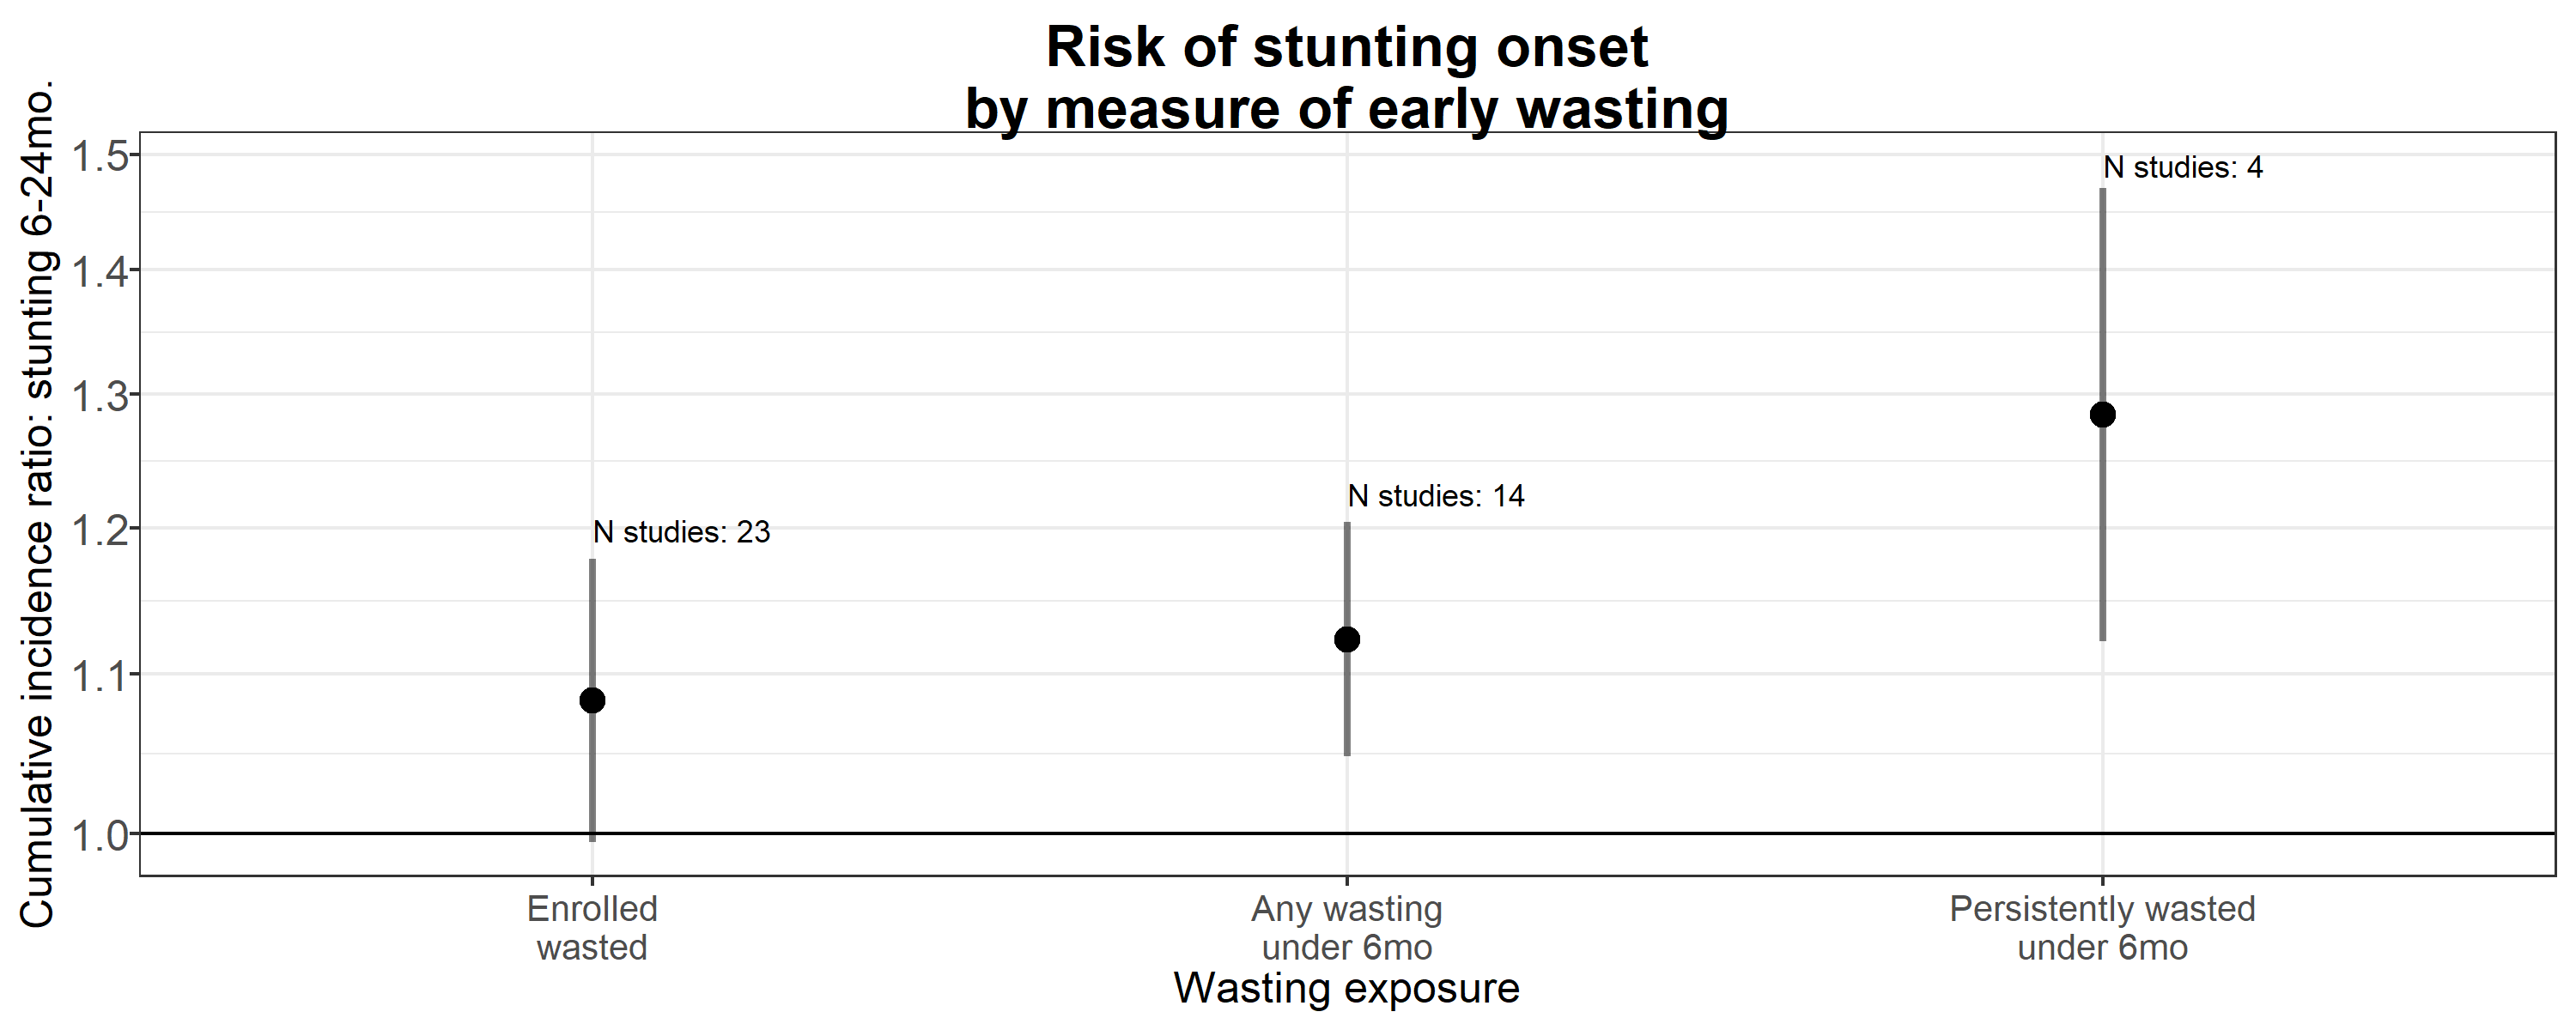 Risk of stunting onset
by measure of early wasting
Cumulative incidence ratio: stunting 6-24mo.
1.5
1.4
1.3
1.2
1.1
1.0
N studies: 23
N studies: 14
N studies: 4
Enrolled
wasted
Any wasting
under 6mo
Persistently wasted
under 6mo
Wasting exposure